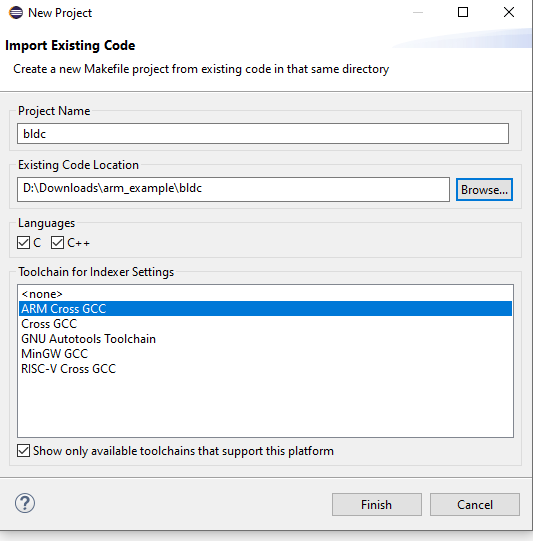 New Project
Import Existing Code
Create a new Makefile project from existing code in that same directory
Project Name
bldc
Existing Code Location
D:\Downloads\arm_example\bldc
Browse...
Languages
C
C++
Toolchain for Indexer Settings
<none>
ARM Cross GCC
Cross GCC
GNU Autotools Toolchain
MinGW GCC
RISC-V Cross GCC
Show only available toolchains that support this platform
?
Finish
Cancel